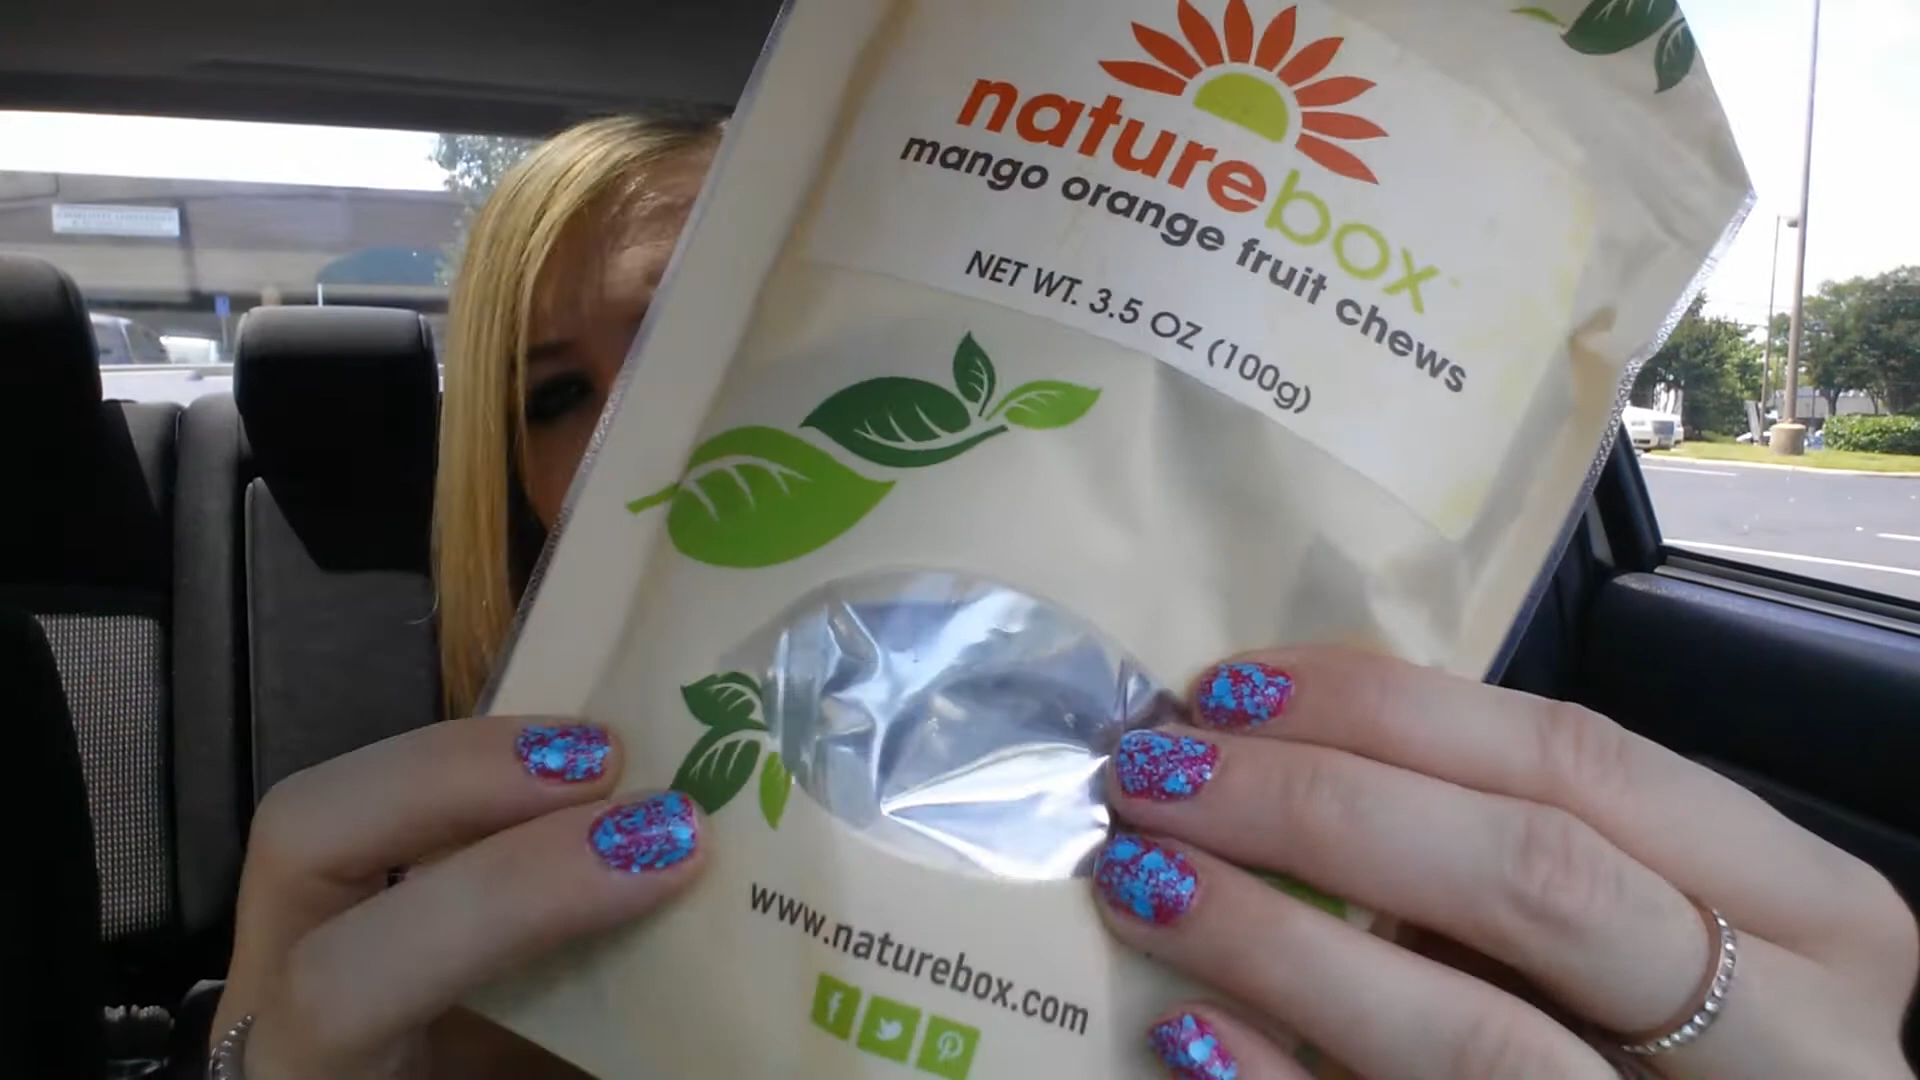 naturebox
mango orange fruit chews
NET WT. 3.5 OZ (100g)
www.naturebox.com